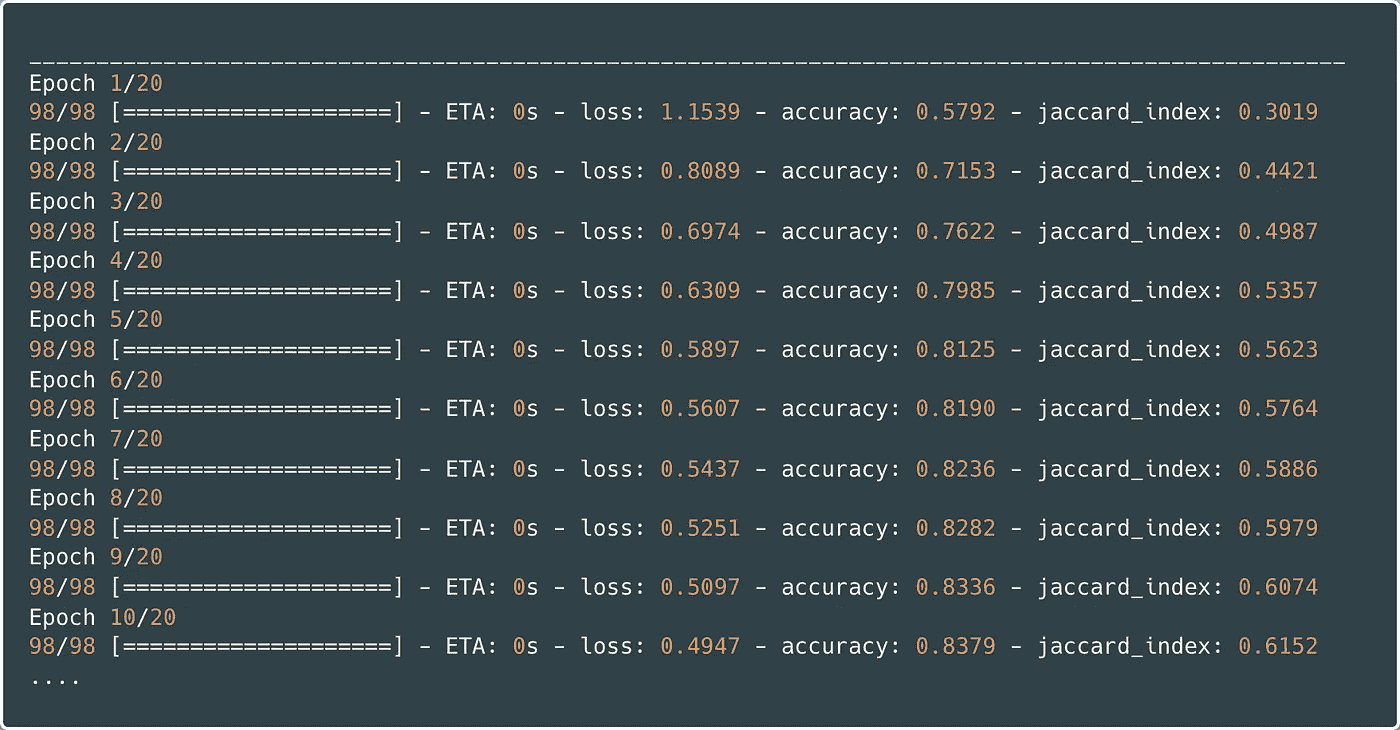 _________________________________________________________________________________________________
Epoch 1/20
98/98 [====================] - ETA: 0s - loss: 1.1539 - accuracy: 0.5792 - jaccard_index: 0.3019
Epoch 2/20
98/98 [====================] - ETA: 0s - loss: 0.8089 - accuracy: 0.7153 - jaccard_index: 0.4421
Epoch 3/20
98/98 [====================] - ETA: 0s - loss: 0.6974 - accuracy: 0.7622 - jaccard_index: 0.4987
Epoch 4/20
98/98 [====================] - ETA: 0s - loss: 0.6309 - accuracy: 0.7985 - jaccard_index: 0.5357
Epoch 5/20
98/98 [====================] - ETA: 0s - loss: 0.5897 - accuracy: 0.8125 - jaccard_index: 0.5623
Epoch 6/20
98/98 [====================] - ETA: 0s - loss: 0.5607 - accuracy: 0.8190 - jaccard_index: 0.5764
Epoch 7/20
98/98 [====================] - ETA: 0s - loss: 0.5437 - accuracy: 0.8236 - jaccard_index: 0.5886
Epoch 8/20
98/98 [====================] - ETA: 0s - loss: 0.5251 - accuracy: 0.8282 - jaccard_index: 0.5979
Epoch 9/20
98/98 [====================] - ETA: 0s - loss: 0.5097 - accuracy: 0.8336 - jaccard_index: 0.6074
Epoch 10/20
98/98 [====================] - ETA: 0s - loss: 0.4947 - accuracy: 0.8379 - jaccard_index: 0.6152
....